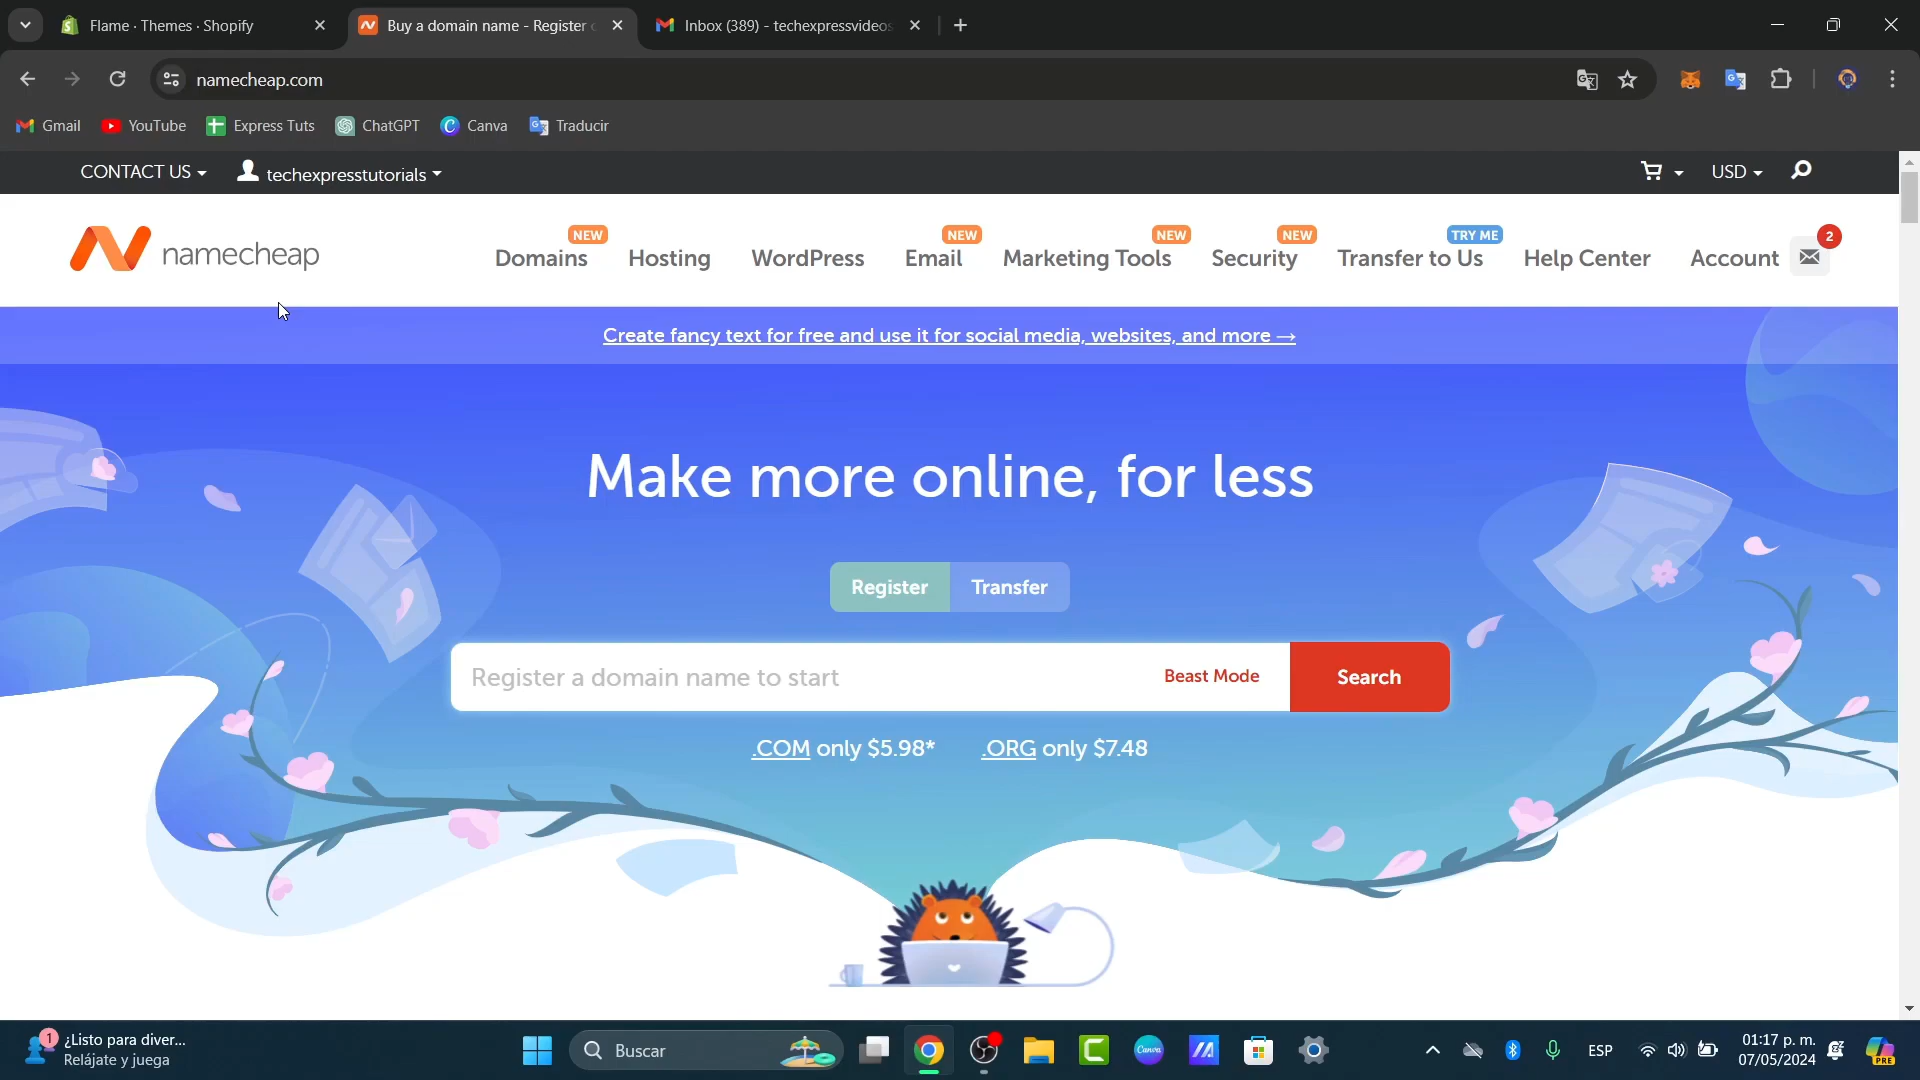 Flame · Themes · Shopify
Buy a domain name - Register
Inbox (389) - techexpressvideos
namecheap.com
Gmail
YouTube
Express Tuts
ChatGPT
Canva
Traducir
CONTACT US
techexpresstutorials
USD
namecheap
NEW
NEW
NEW
NEW
TRY ME
2
Domains
Hosting
WordPress
Email
Marketing Tools
Security
Transfer to Us
Help Center
Account
Create fancy text for free and use it for social media, websites, and more →
Make more online, for less
Register
Transfer
Register a domain name to start
Beast Mode
Search
.COM only $5.98*
.ORG only $7.48
1
¿Listo para diver...
Relájate y juega
Buscar
Canva
ESP
01:17 p. m.
07/05/2024
PRE